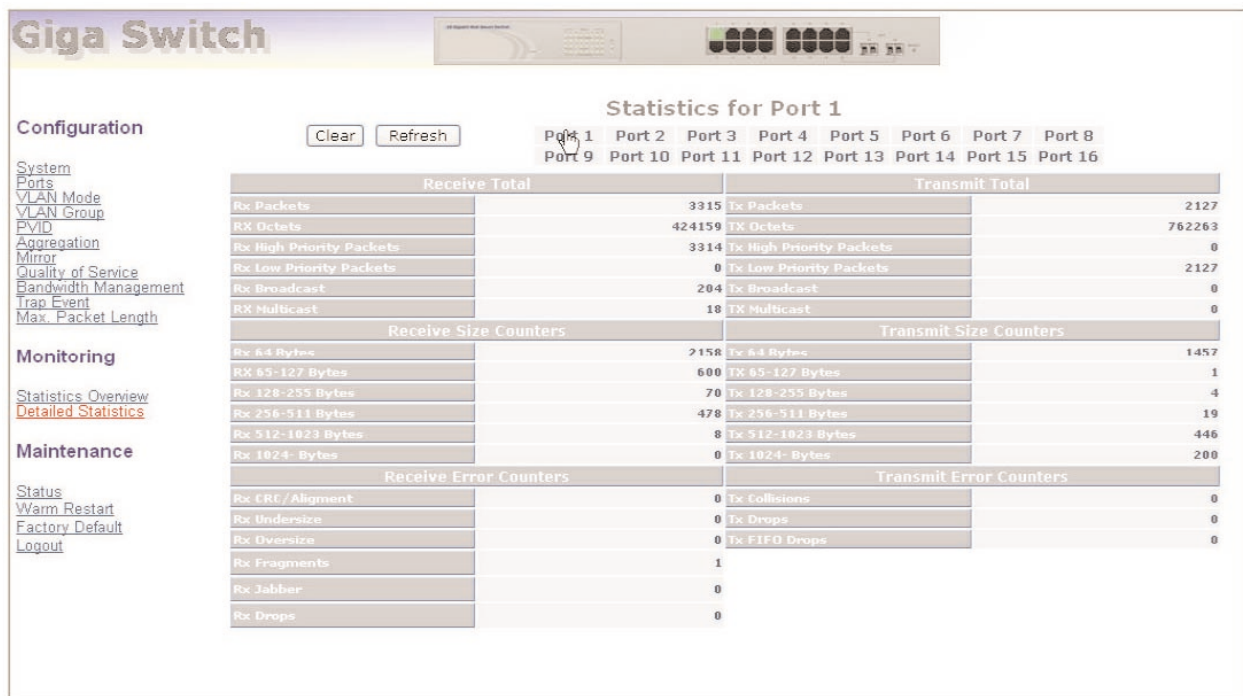 Giga Switch
Statistics for Port 1
Configuration
Clear Refresh
Port 1 Port 2 Port 3 Port 4 Port 5 Port 6 Port 7 Port 8
Port 9 Port 10 Port 11 Port 12 Port 13 Port 14 Port 15 Port 16
System
Ports
VLAN Mode
VLAN Group
PVID
Aggregation
Mirror
Quality of Service
Bandwidth Management
Trap Event
Max. Packet Length
Monitoring
Statistics Overview
Detailed Statistics
Maintenance
Status
Warm Restart
Factory Default
Logout
Receive Total Transmit Total
Rx Packets 3315 Tx Packets 2127
RX Octets 424159 TX Octets 762263
Rx High Priority Packets 3314 Tx High Priority Packets 0
Rx Low Priority Packets 0 Tx Low Priority Packets 2127
Rx Broadcast 204 Tx Broadcast 0
RX Multicast 18 TX Multicast 0
Receive Size Counters Transmit Size Counters
Rx 64 Bytes 2158 Tx 64 Bytes 1457
RX 65-127 Bytes 600 TX 65-127 Bytes 1
Rx 128-255 Bytes 70 Tx 128-255 Bytes 4
Rx 256-511 Bytes 478 Tx 256-511 Bytes 19
Rx 512-1023 Bytes 8 Tx 512-1023 Bytes 446
Rx 1024- Bytes 0 Tx 1024- Bytes 200
Receive Error Counters Transmit Error Counters
Rx CRC/Aligment 0 Tx Collisions 0
Rx Undersize 0 Tx Drops 0
Rx Oversize 0 Tx FIFO Drops 0
Rx Fragments 1
Rx Jabber 0
Rx Drops 0